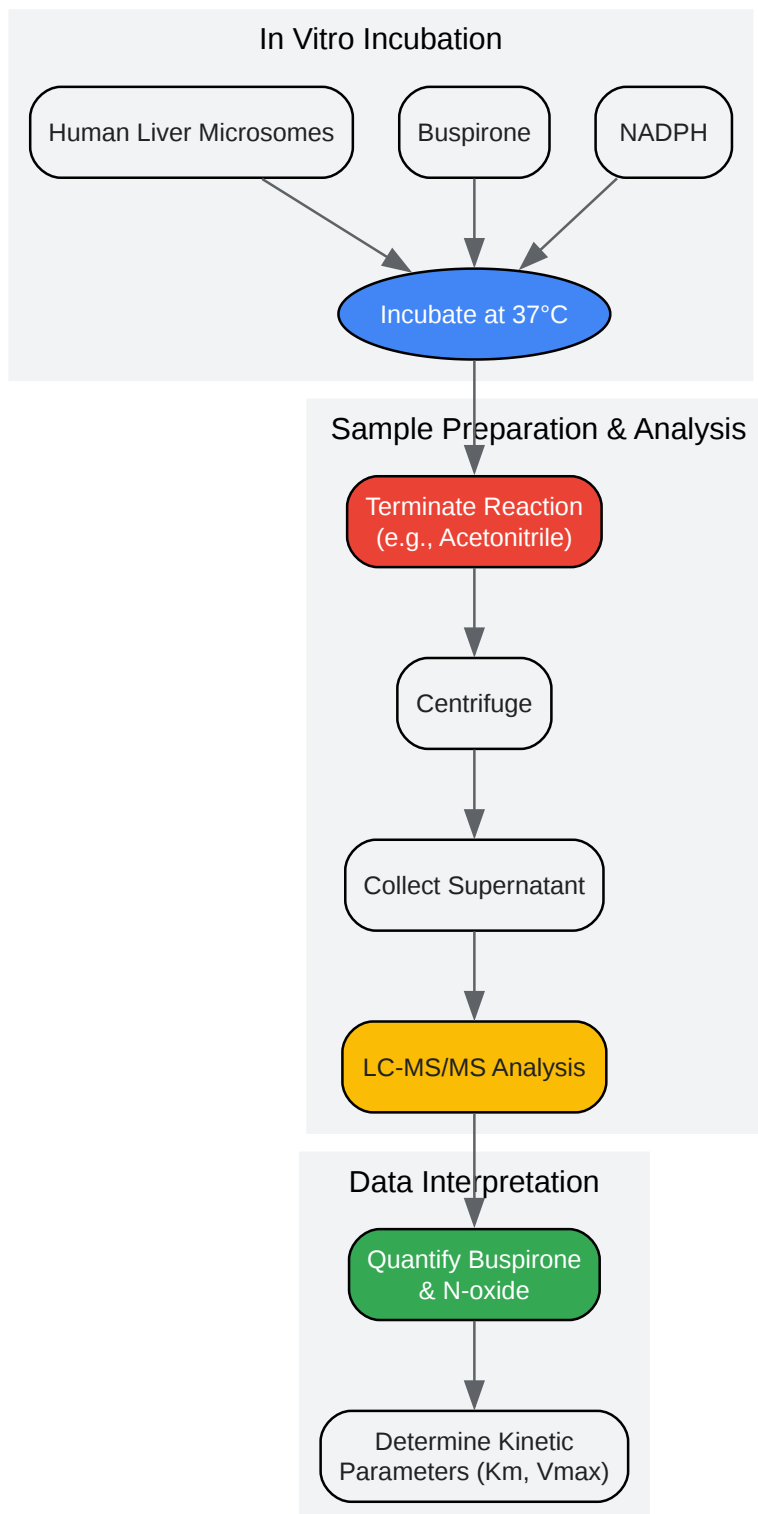 In Vitro Incubation
Human Liver Microsomes
Buspirone
NADPH
Incubate at 37°C
Sample Preparation & Analysis
Terminate Reaction
(e.g., Acetonitrile)
Centrifuge
Collect Supernatant
LC-MS/MS Analysis
Data Interpretation
Quantify Buspirone
& N-oxide
Determine Kinetic
Parameters (Km, Vmax)